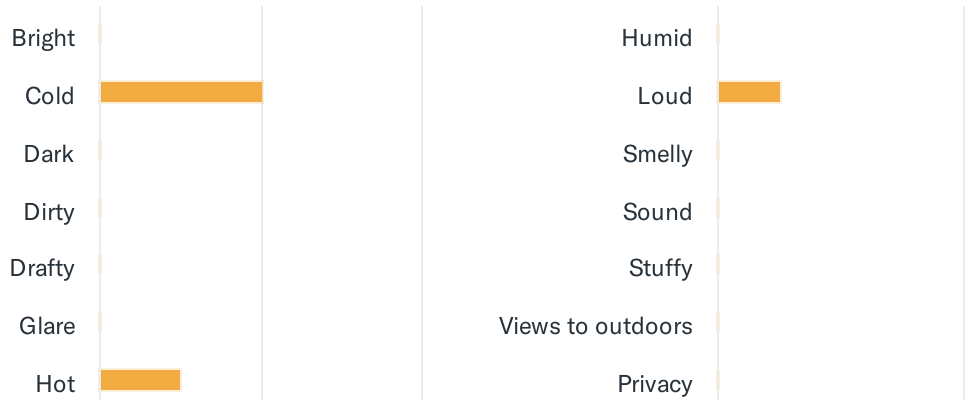 Bright
Cold
Dark
Dirty
Drafty
Glare
Hot
Humid
Loud
Smelly
Sound
Stuffy
Views to outdoors
Privacy